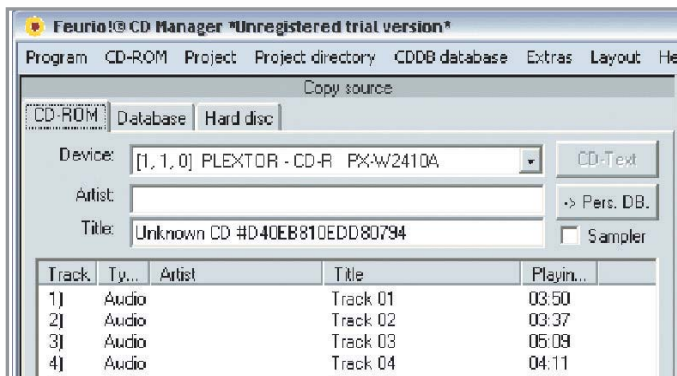 Feurio!® CD Manager *Unregistered trial version*
Program CD-ROM Project Project directory CDDB database Extras Layout He
Copy source
CD-ROM Database Hard disc
Device: [1, 1, 0] PLEXTOR - CD-R PX-W2410A CD-Text
Artist: -> Pers. DB.
Title: Unknown CD #D40EB810EDD80794 Sampler
Track Ty... Artist Title Playin...
1) Audio Track 01 03:50
2) Audio Track 02 03:37
3) Audio Track 03 05:09
4) Audio Track 04 04:11